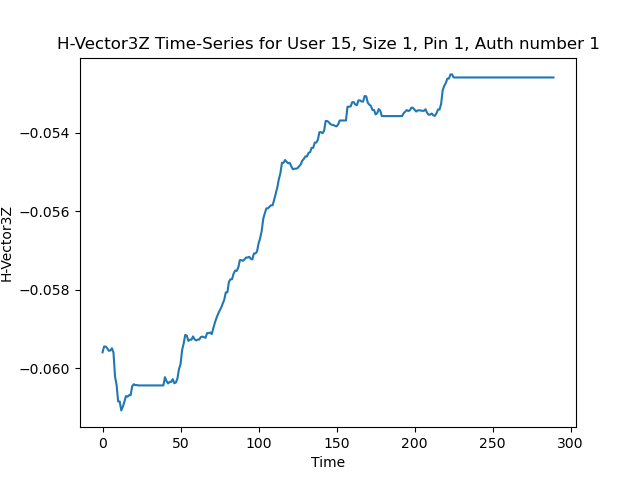 H-Vector3Z Time-Series for User 15, Size 1, Pin 1, Auth number 1
H-Vector3Z
−0.054
−0.056
−0.058
−0.060
0 50 100 150 200 250 300
Time